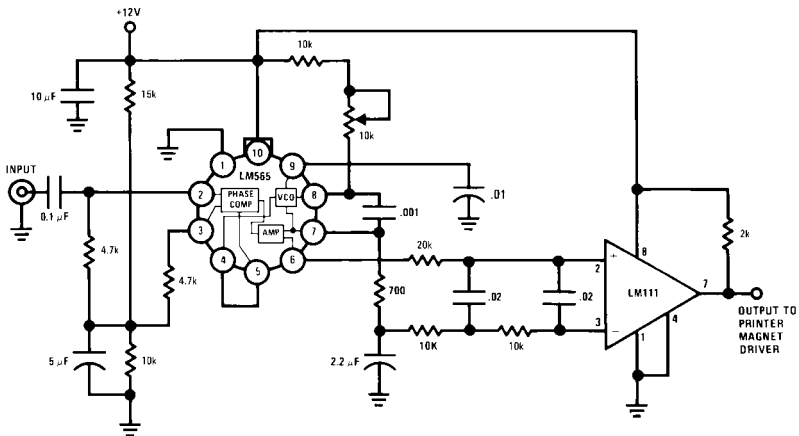 +12V
10k
10 µF
15k
10k
INPUT
1
10
9
LM565
0.1 µF
2
PHASE
COMP
VCO
8
.01
.001
3
AMP
7
4
5
6
4.7k
4.7k
20k
2k
700
.02
.02
2
+
8
7
LM111
3
−
4
1
OUTPUT TO
PRINTER
MAGNET
DRIVER
5 µF
10k
2.2 µF
10K
10k